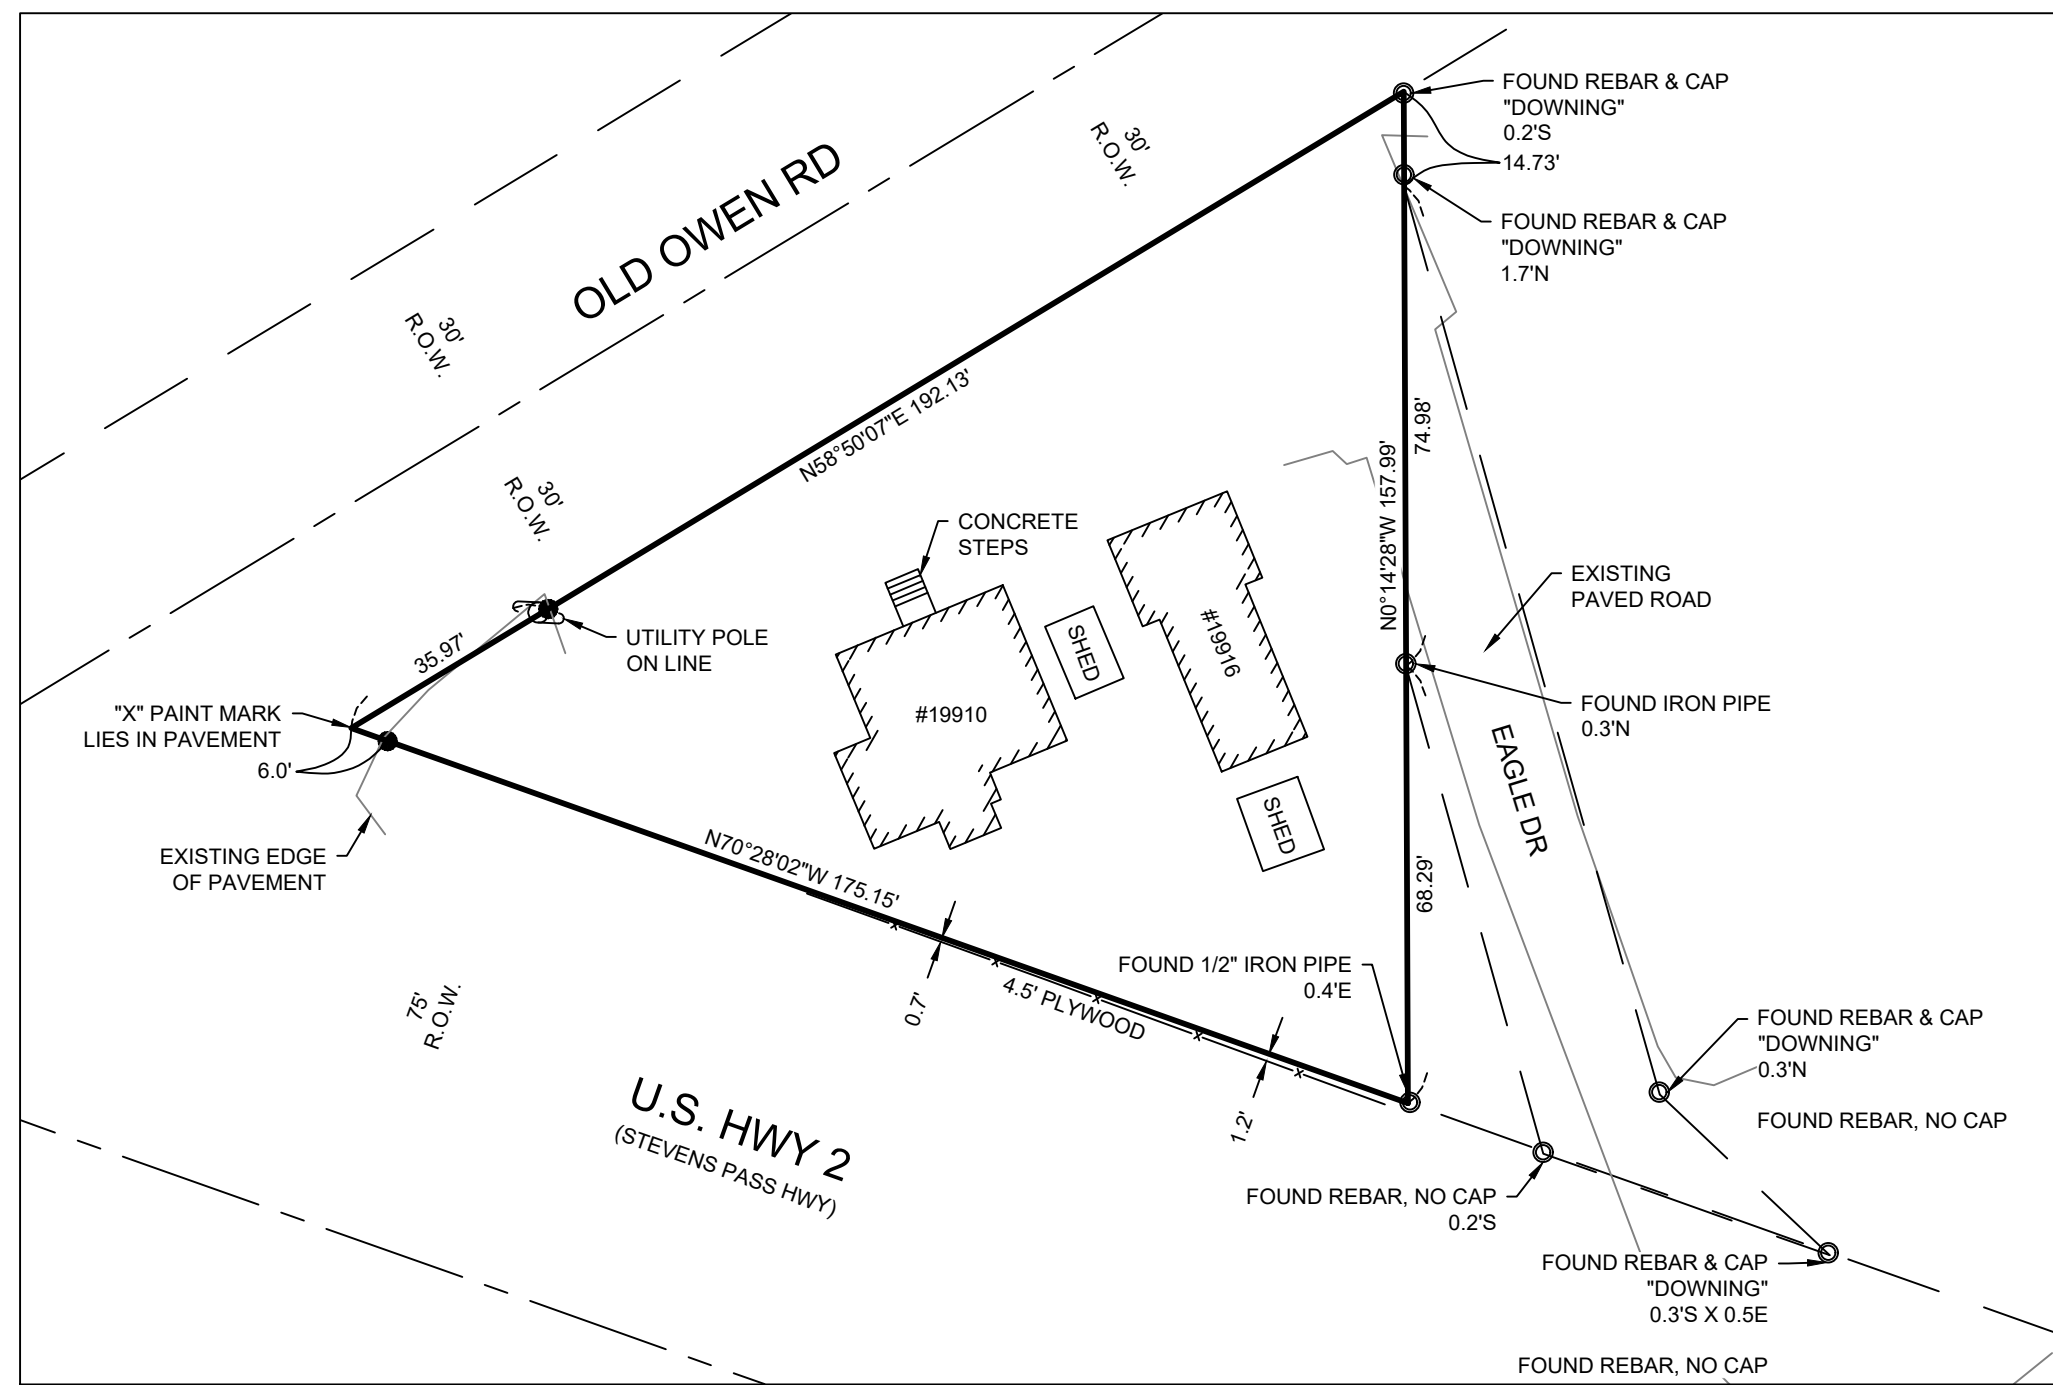 FOUND REBAR & CAP
"DOWNING"
0.2'S
14.73'
30'
R.O.W.
OLD OWEN RD
FOUND REBAR & CAP
"DOWNING"
1.7'N
30'
R.O.W.
N58°50'07"E 192.13'
74.98'
N0°14'28"W 157.99'
30'
R.O.W.
CONCRETE
STEPS
EXISTING
PAVED ROAD
UTILITY POLE
ON LINE
35.97'
SHED
#19916
"X" PAINT MARK
LIES IN PAVEMENT
6.0'
#19910
FOUND IRON PIPE
0.3'N
EAGLE DR
SHED
EXISTING EDGE
OF PAVEMENT
N70°28'02"W 175.15'
68.29'
FOUND 1/2" IRON PIPE
0.4'E
4.5' PLYWOOD
0.7'
75'
R.O.W.
FOUND REBAR & CAP
"DOWNING"
0.3'N
FOUND REBAR, NO CAP
1.2'
U.S. HWY 2
(STEVENS PASS HWY)
FOUND REBAR, NO CAP
0.2'S
FOUND REBAR & CAP
"DOWNING"
0.3'S X 0.5E
FOUND REBAR, NO CAP